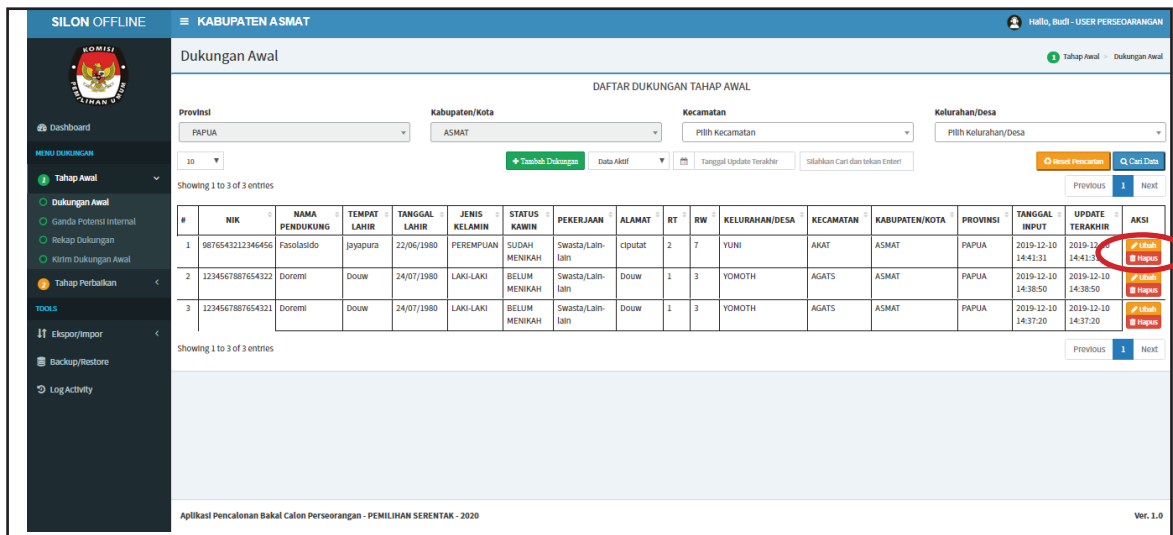 SILON OFFLINE
≡ KABUPATEN ASMAT
Hallo, Budi - USER PERSEOARANGAN
KOMISI
PEMILIHAN UMUM
Dukungan Awal
1 Tahap Awal > Dukungan Awal
DAFTAR DUKUNGAN TAHAP AWAL
Provinsi Kabupaten/Kota Kecamatan Kelurahan/Desa
PAPUA ASMAT Pilih Kecamatan Pilih Kelurahan/Desa
10 + Tambah Dukungan Data Aktif Tanggal Update Terakhir Silahkan Cari dan tekan Enter! Reset Pencarian Cari Data
Showing 1 to 3 of 3 entries
Previous 1 Next
Dashboard
MENU DUKUNGAN
1 Tahap Awal
Dukungan Awal
Ganda Potensi Internal
Rekap Dukungan
Kirim Dukungan Awal
2 Tahap Perbaikan
TOOLS
Ekspor/Impor
Backup/Restore
Log Activity
# NIK NAMA PENDUKUNG TEMPAT LAHIR TANGGAL LAHIR JENIS KELAMIN STATUS KAWIN PEKERJAAN ALAMAT RT RW KELURAHAN/DESA KECAMATAN KABUPATEN/KOTA PROVINSI TANGGAL INPUT UPDATE TERAKHIR AKSI
1 9876543212346456 Fasolasido Jayapura 22/06/1980 PEREMPUAN SUDAH MENIKAH Swasta/Lain-lain ciputat 2 7 YUNI AKAT ASMAT PAPUA 2019-12-10 14:41:31 2019-12-10 14:41:31 Ubah Hapus
2 1234567887654322 Doremi Douw 24/07/1980 LAKI-LAKI BELUM MENIKAH Swasta/Lain-lain Douw 1 3 YOMOTH AGATS ASMAT PAPUA 2019-12-10 14:38:50 2019-12-10 14:38:50 Ubah Hapus
3 1234567887654321 Doremi Douw 24/07/1980 LAKI-LAKI BELUM MENIKAH Swasta/Lain-lain Douw 1 3 YOMOTH AGATS ASMAT PAPUA 2019-12-10 14:37:20 2019-12-10 14:37:20 Ubah Hapus
Showing 1 to 3 of 3 entries
Previous 1 Next
Aplikasi Pencalonan Bakal Calon Perseorangan - PEMILIHAN SERENTAK - 2020
Ver. 1.0